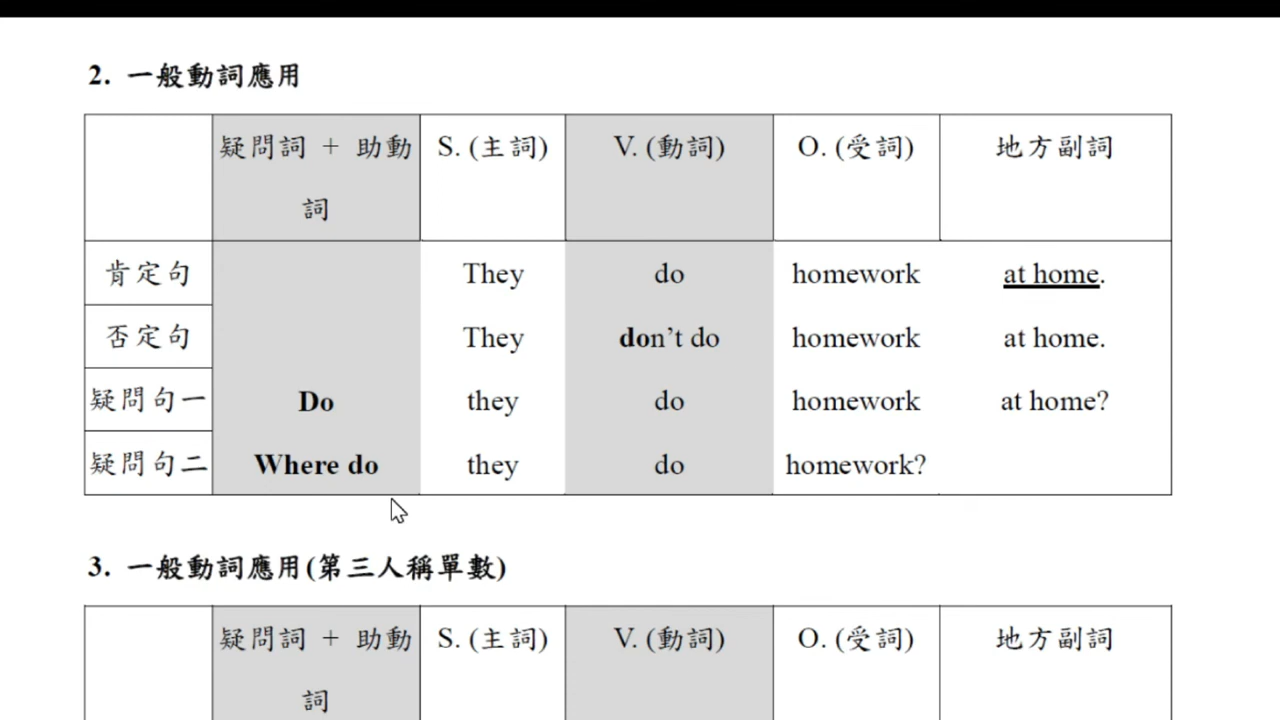 2. 一般動詞應用
疑問詞 + 助動詞 S. (主詞) V. (動詞) O. (受詞) 地方副詞
肯定句 They do homework at home.
否定句 They don’t do homework at home.
疑問句一 Do they do homework at home?
疑問句二 Where do they do homework?
3. 一般動詞應用(第三人稱單數)
疑問詞 + 助動詞 S. (主詞) V. (動詞) O. (受詞) 地方副詞